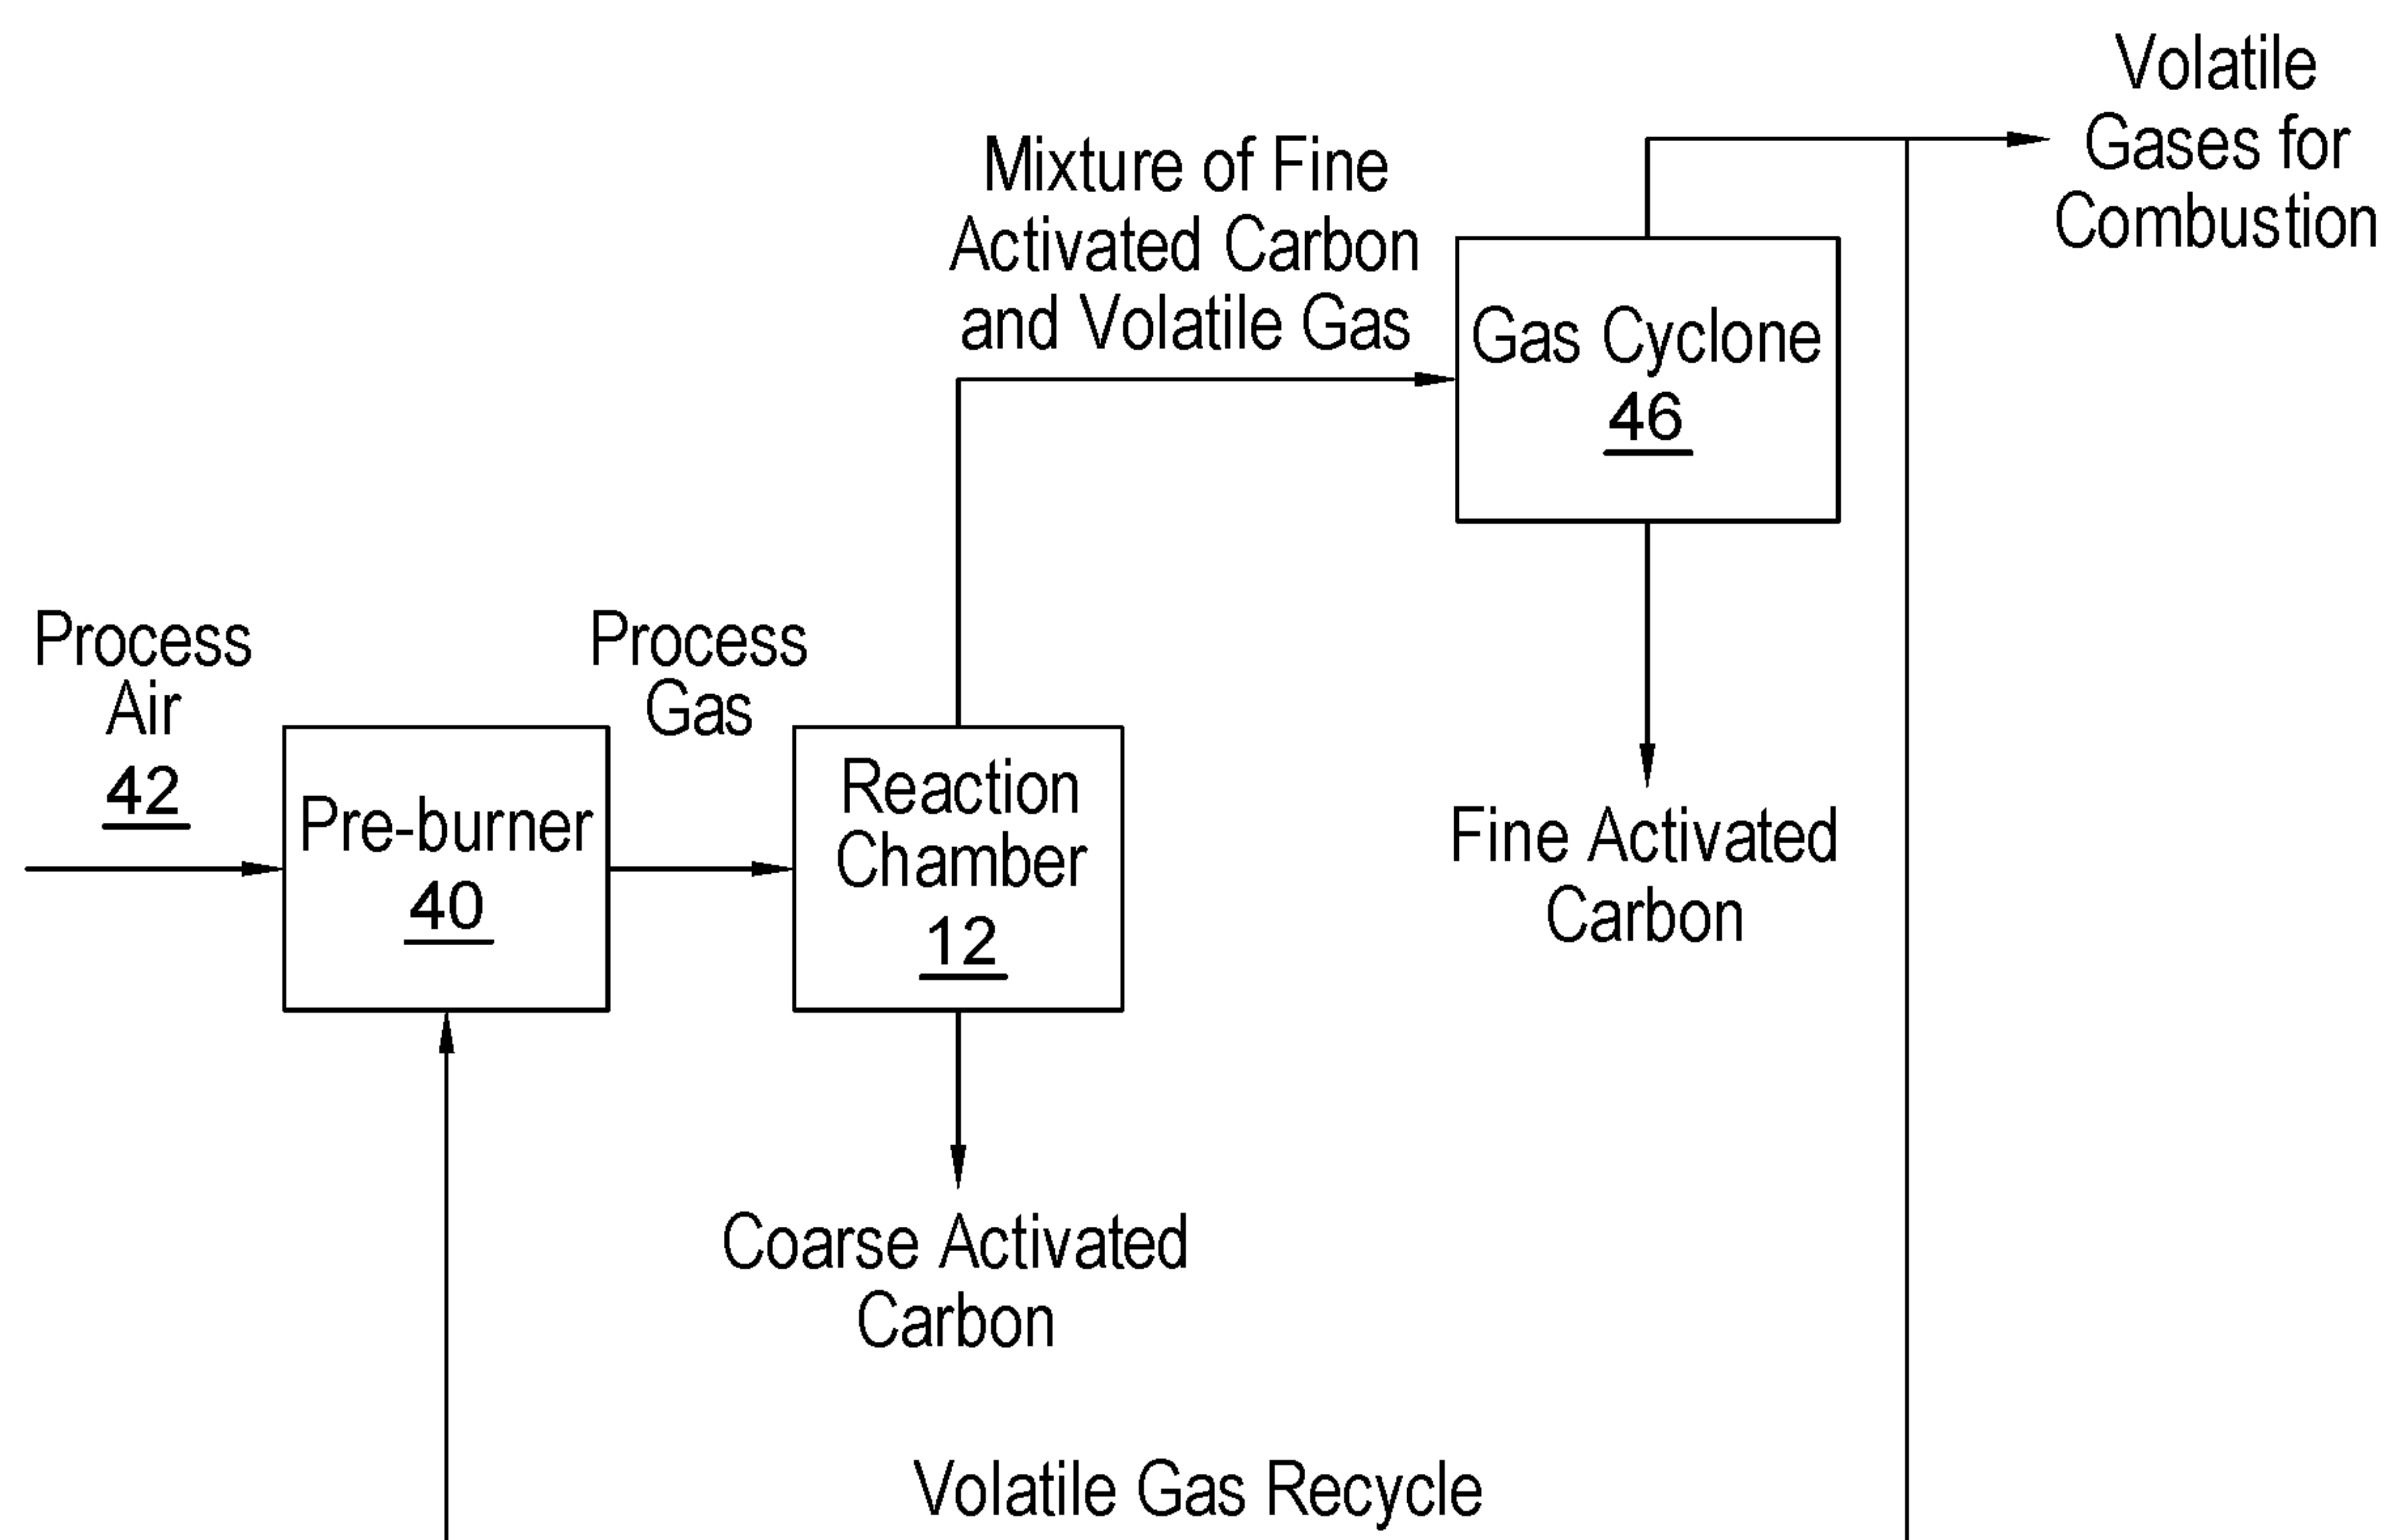 Volatile
Gases for
Combustion
Mixture of Fine
Activated Carbon
and Volatile Gas
Gas Cyclone
46
Process
Air
42
Process
Gas
Pre-burner
40
Reaction
Chamber
12
Fine Activated
Carbon
Coarse Activated
Carbon
Volatile Gas Recycle